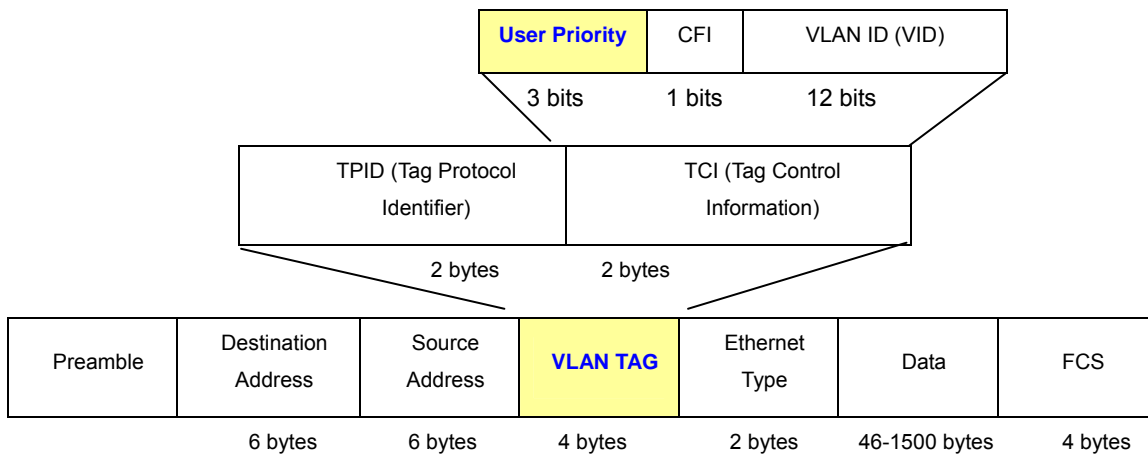 User Priority CFI VLAN ID (VID)
3 bits 1 bits 12 bits
TPID (Tag Protocol
Identifier)
TCI (Tag Control
Information)
2 bytes 2 bytes
Preamble
Destination
Address
Source
Address
VLAN TAG
Ethernet
Type
Data
FCS
6 bytes 6 bytes 4 bytes 2 bytes 46-1500 bytes 4 bytes